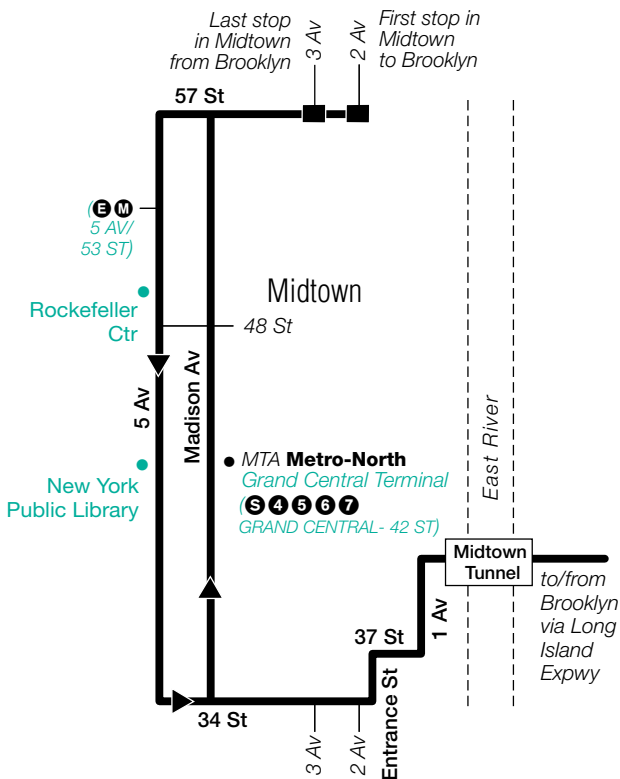 Last stop
in Midtown
from Brooklyn
3 Av
2 Av
First stop in
Midtown
to Brooklyn
57 St
(E M
5 AV/
53 ST)
Rockefeller
Ctr
Midtown
48 St
5 Av
Madison Av
East River
New York
Public Library
MTA Metro-North
Grand Central Terminal
(S 4 5 6 7
GRAND CENTRAL- 42 ST)
Midtown
Tunnel
to/from
Brooklyn
via Long
Island
Expwy
1 Av
37 St
Entrance St
34 St
3 Av
2 Av